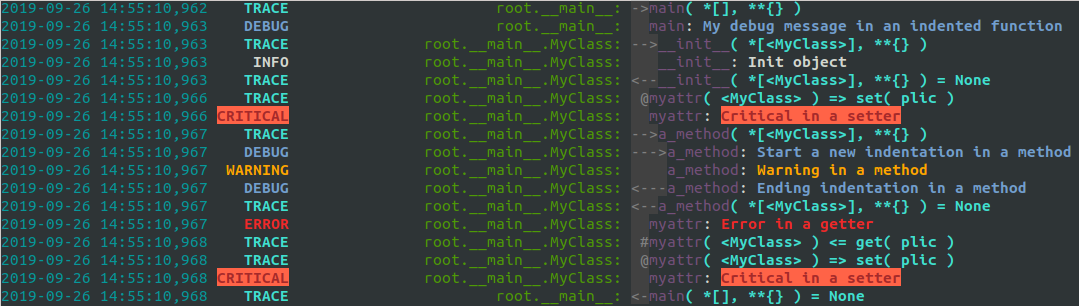 2019-09-26 14:55:10,962 TRACE root.__main__: ->main( *[], **{} )
2019-09-26 14:55:10,963 DEBUG root.__main__: main: My debug message in an indented function
2019-09-26 14:55:10,963 TRACE root.__main__.MyClass: -->__init__( *[<MyClass>], **{} )
2019-09-26 14:55:10,963 INFO root.__main__.MyClass: __init__: Init object
2019-09-26 14:55:10,963 TRACE root.__main__.MyClass: <--__init__( *[<MyClass>], **{} ) = None
2019-09-26 14:55:10,966 TRACE root.__main__.MyClass: @myattr( <MyClass> ) => set( plic )
2019-09-26 14:55:10,966 CRITICAL root.__main__.MyClass: myattr: Critical in a setter
2019-09-26 14:55:10,967 TRACE root.__main__.MyClass: -->a_method( *[<MyClass>], **{} )
2019-09-26 14:55:10,967 DEBUG root.__main__.MyClass: --->a_method: Start a new indentation in a method
2019-09-26 14:55:10,967 WARNING root.__main__.MyClass: a_method: Warning in a method
2019-09-26 14:55:10,967 DEBUG root.__main__.MyClass: <---a_method: Ending indentation in a method
2019-09-26 14:55:10,967 TRACE root.__main__.MyClass: <--a_method( *[<MyClass>], **{} ) = None
2019-09-26 14:55:10,967 ERROR root.__main__.MyClass: myattr: Error in a getter
2019-09-26 14:55:10,968 TRACE root.__main__.MyClass: #myattr( <MyClass> ) <= get( plic )
2019-09-26 14:55:10,968 TRACE root.__main__.MyClass: @myattr( <MyClass> ) => set( plic )
2019-09-26 14:55:10,968 CRITICAL root.__main__.MyClass: myattr: Critical in a setter
2019-09-26 14:55:10,968 TRACE root.__main__: <-main( *[], **{} ) = None